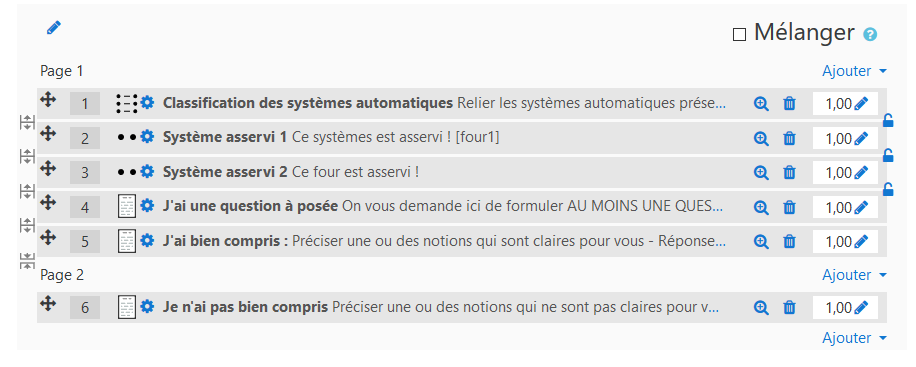 Mélanger
Page 1 Ajouter
1 Classification des systèmes automatiques Relier les systèmes automatiques prése... 1,00
2 Système asservi 1 Ce systèmes est asservi ! [four1] 1,00
3 Système asservi 2 Ce four est asservi ! 1,00
4 J'ai une question à posée On vous demande ici de formuler AU MOINS UNE QUES... 1,00
5 J'ai bien compris : Préciser une ou des notions qui sont claires pour vous - Réponse... 1,00
Page 2 Ajouter
6 Je n'ai pas bien compris Préciser une ou des notions qui ne sont pas claires pour v... 1,00
Ajouter